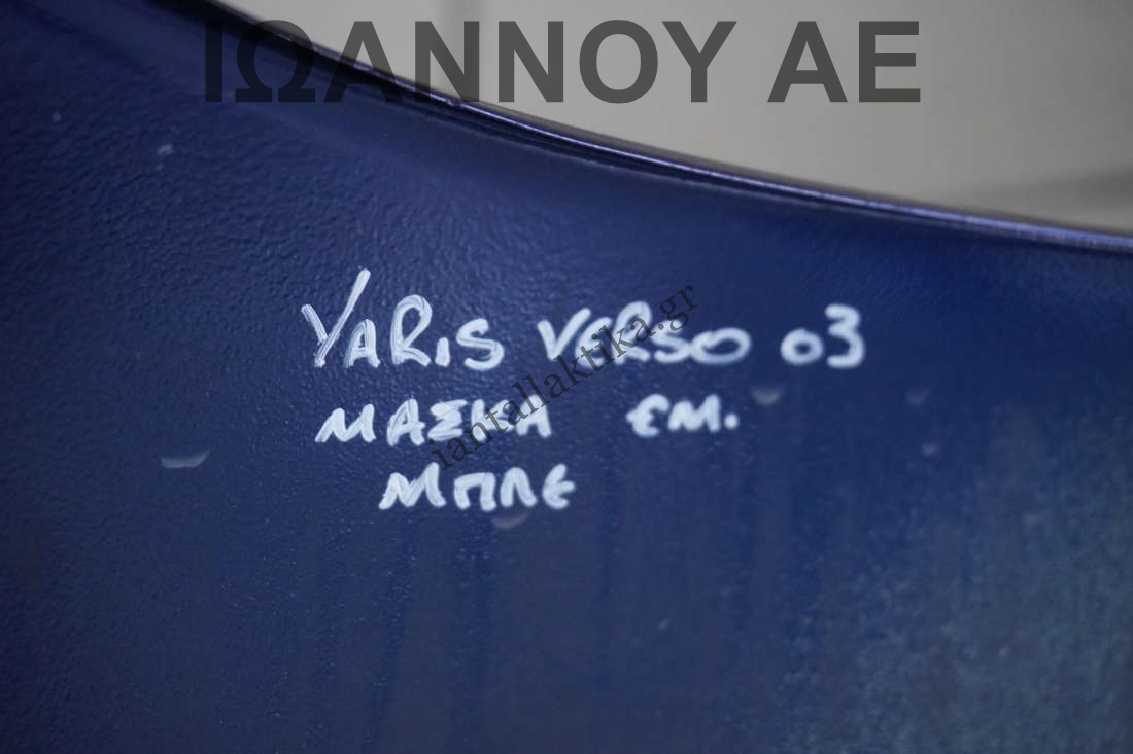 ΙΩΑΝΝΟΥ ΑΕ
YARIS VERSO 03
iantallaktika.gr
ΜΑΣΚΑ ΕΜ.
ΜΠΛΕ